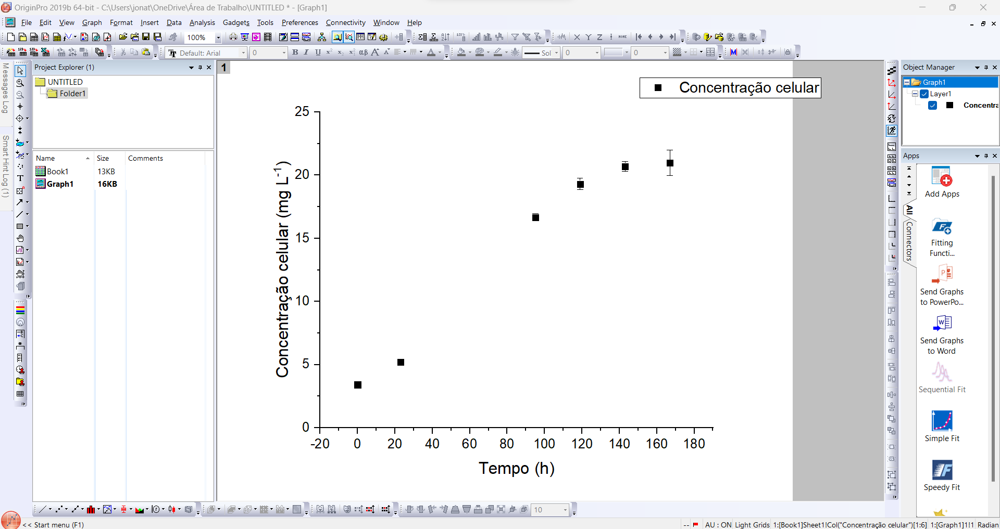 OriginPro 2019b 64-bit - C:\Users\jonat\OneDrive\Área de Trabalho\UNTITLED * - [Graph1]
File Edit View Graph Format Insert Data Analysis Gadgets Tools Preferences Connectivity Window Help
100%
Default: Arial 0 B I U Sol 0 0
Messages Log
Smart Hint Log (1)
Project Explorer (1)
UNTITLED
Folder1
Name Size Comments
Book1 13KB
Graph1 16KB
1
Concentração celular
25
20
15
10
5
0
Concentração celular (mg L-1)
-20 0 20 40 60 80 100 120 140 160 180
Tempo (h)
Object Manager
Graph1
Layer1
Concentra
Apps
All
Connectors
Add Apps
Fitting
Functi...
Send Graphs
to PowerPo...
Send Graphs
to Word
Sequential Fit
Simple Fit
Speedy Fit
10
<< Start menu (F1)
-- AU : ON Light Grids 1:[Book1]Sheet1!Col("Concentração celular")[1:6] 1:[Graph1]1!1 Radian